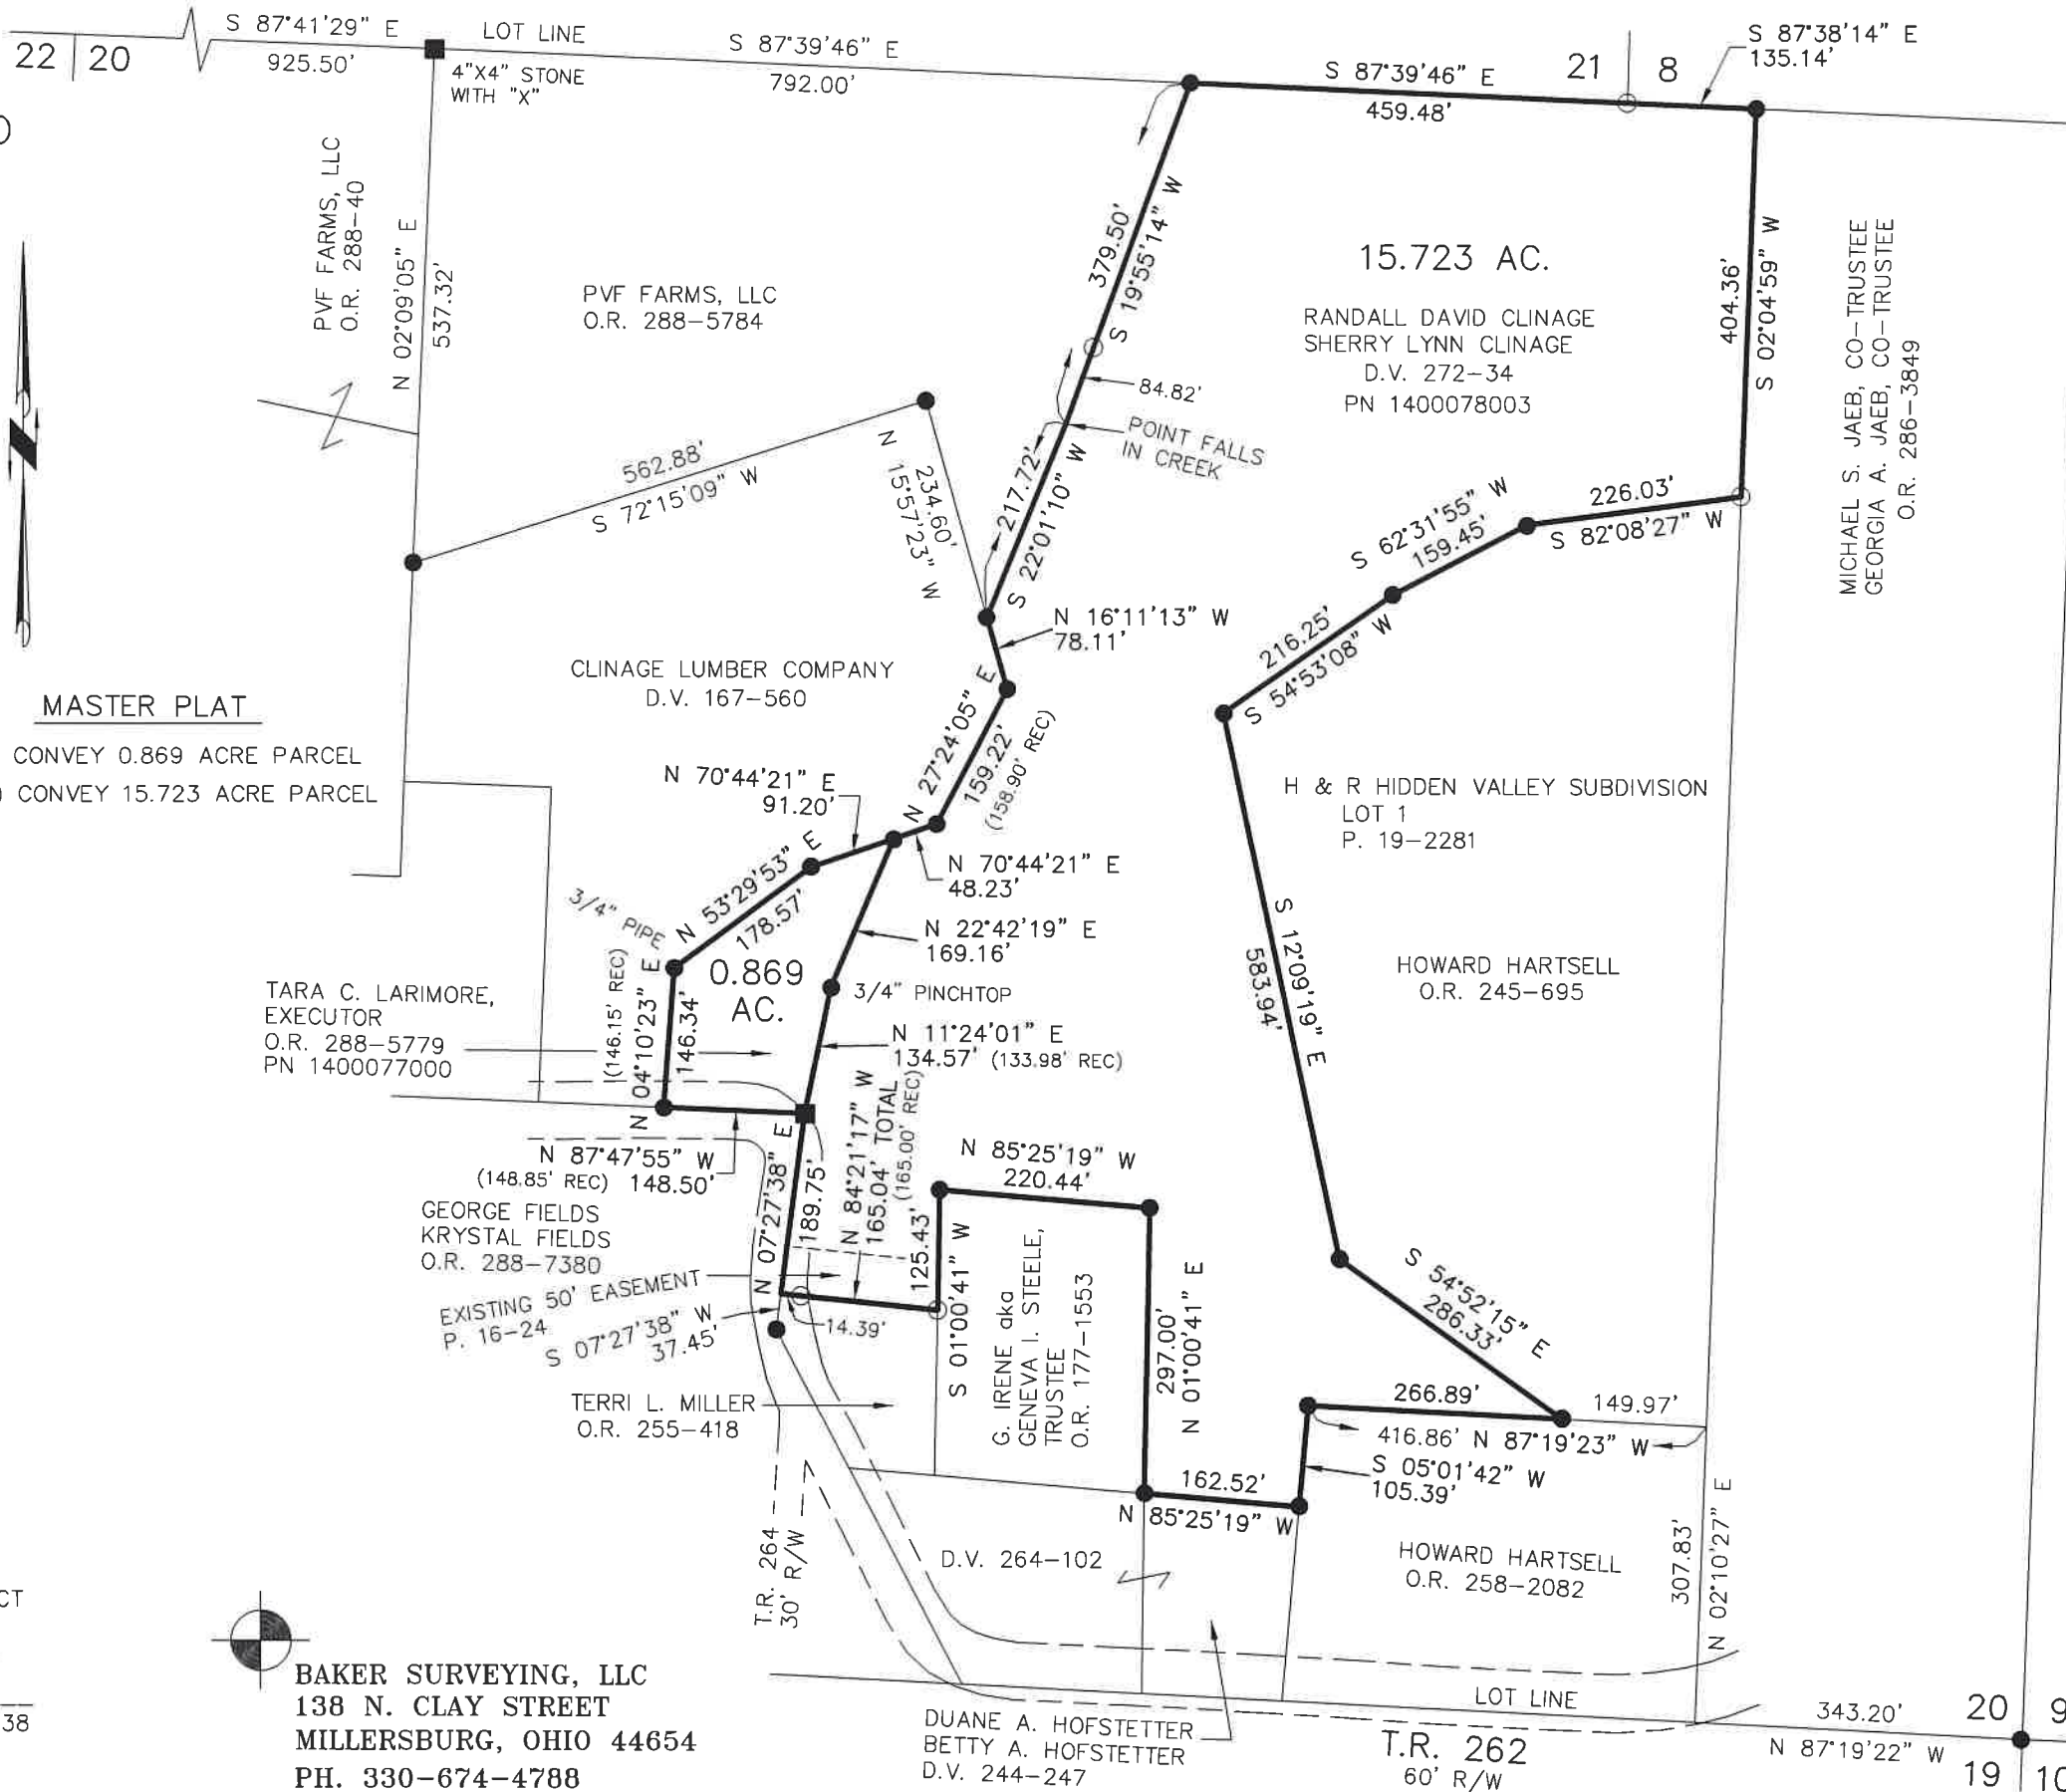 22 20
S 87°41'29" E
925.50'
LOT LINE
4"X4" STONE
WITH "X"
S 87°39'46" E
792.00'
S 87°39'46" E
459.48'
21 8
S 87°38'14" E
135.14'
PVF FARMS, LLC
O.R. 288-40
N 02°09'05" E
537.32'
PVF FARMS, LLC
O.R. 288-5784
379.50'
S 19°55'14" W
15.723 AC.
RANDALL DAVID CLINAGE
SHERRY LYNN CLINAGE
D.V. 272-34
PN 1400078003
404.36'
S 02°04'59" W
MICHAEL S. JAEB, CO-TRUSTEE
GEORGIA A. JAEB, CO-TRUSTEE
O.R. 286-3849
84.82'
POINT FALLS
IN CREEK
562.88'
S 72°15'09" W
N 15°57'23" W
234.60'
217.72'
S 22°01'10" W
226.03'
S 82°08'27" W
S 62°31'55" W
159.45'
216.25'
S 54°53'08" W
N 16°11'13" W
78.11'
CLINAGE LUMBER COMPANY
D.V. 167-560
MASTER PLAT
CONVEY 0.869 ACRE PARCEL
CONVEY 15.723 ACRE PARCEL
N 27°24'05" E
159.22'
(158.90' REC)
N 70°44'21" E
91.20'
H & R HIDDEN VALLEY SUBDIVISION
LOT 1
P. 19-2281
N 70°44'21" E
48.23'
N 53°29'53" E
178.57'
3/4" PIPE
N 22°42'19" E
169.16'
0.869
AC.
3/4" PINCHTOP
S 12°09'19" E
583.94'
HOWARD HARTSELL
O.R. 245-695
TARA C. LARIMORE,
EXECUTOR
O.R. 288-5779
PN 1400077000
(146.15' REC)
N 04°10'23" E
146.34'
N 11°24'01" E
134.57' (133.98' REC)
N 87°47'55" W
(148.85' REC) 148.50'
N 07°27'38" E
189.75'
N 84°21'17" W
165.04' TOTAL
(165.00' REC)
125.43'
S 01°00'41" W
N 85°25'19" W
220.44'
GEORGE FIELDS
KRYSTAL FIELDS
O.R. 288-7380
EXISTING 50' EASEMENT
P. 16-24
S 07°27'38" W
37.45'
14.39'
G. IRENE aka
GENEVA I. STEELE,
TRUSTEE
O.R. 177-1553
297.00'
N 01°00'41" E
S 54°52'15" E
286.33'
TERRI L. MILLER
O.R. 255-418
266.89'
149.97'
416.86' N 87°19'23" W
S 05°01'42" W
105.39'
162.52'
N 85°25'19" W
T.R. 264
30' R/W
D.V. 264-102
HOWARD HARTSELL
O.R. 258-2082
307.83'
N 02°10'27" E
CT
38
BAKER SURVEYING, LLC
138 N. CLAY STREET
MILLERSBURG, OHIO 44654
PH. 330-674-4788
DUANE A. HOFSTETTER
BETTY A. HOFSTETTER
D.V. 244-247
LOT LINE
T.R. 262
60' R/W
343.20'
N 87°19'22" W
20 9
19 10